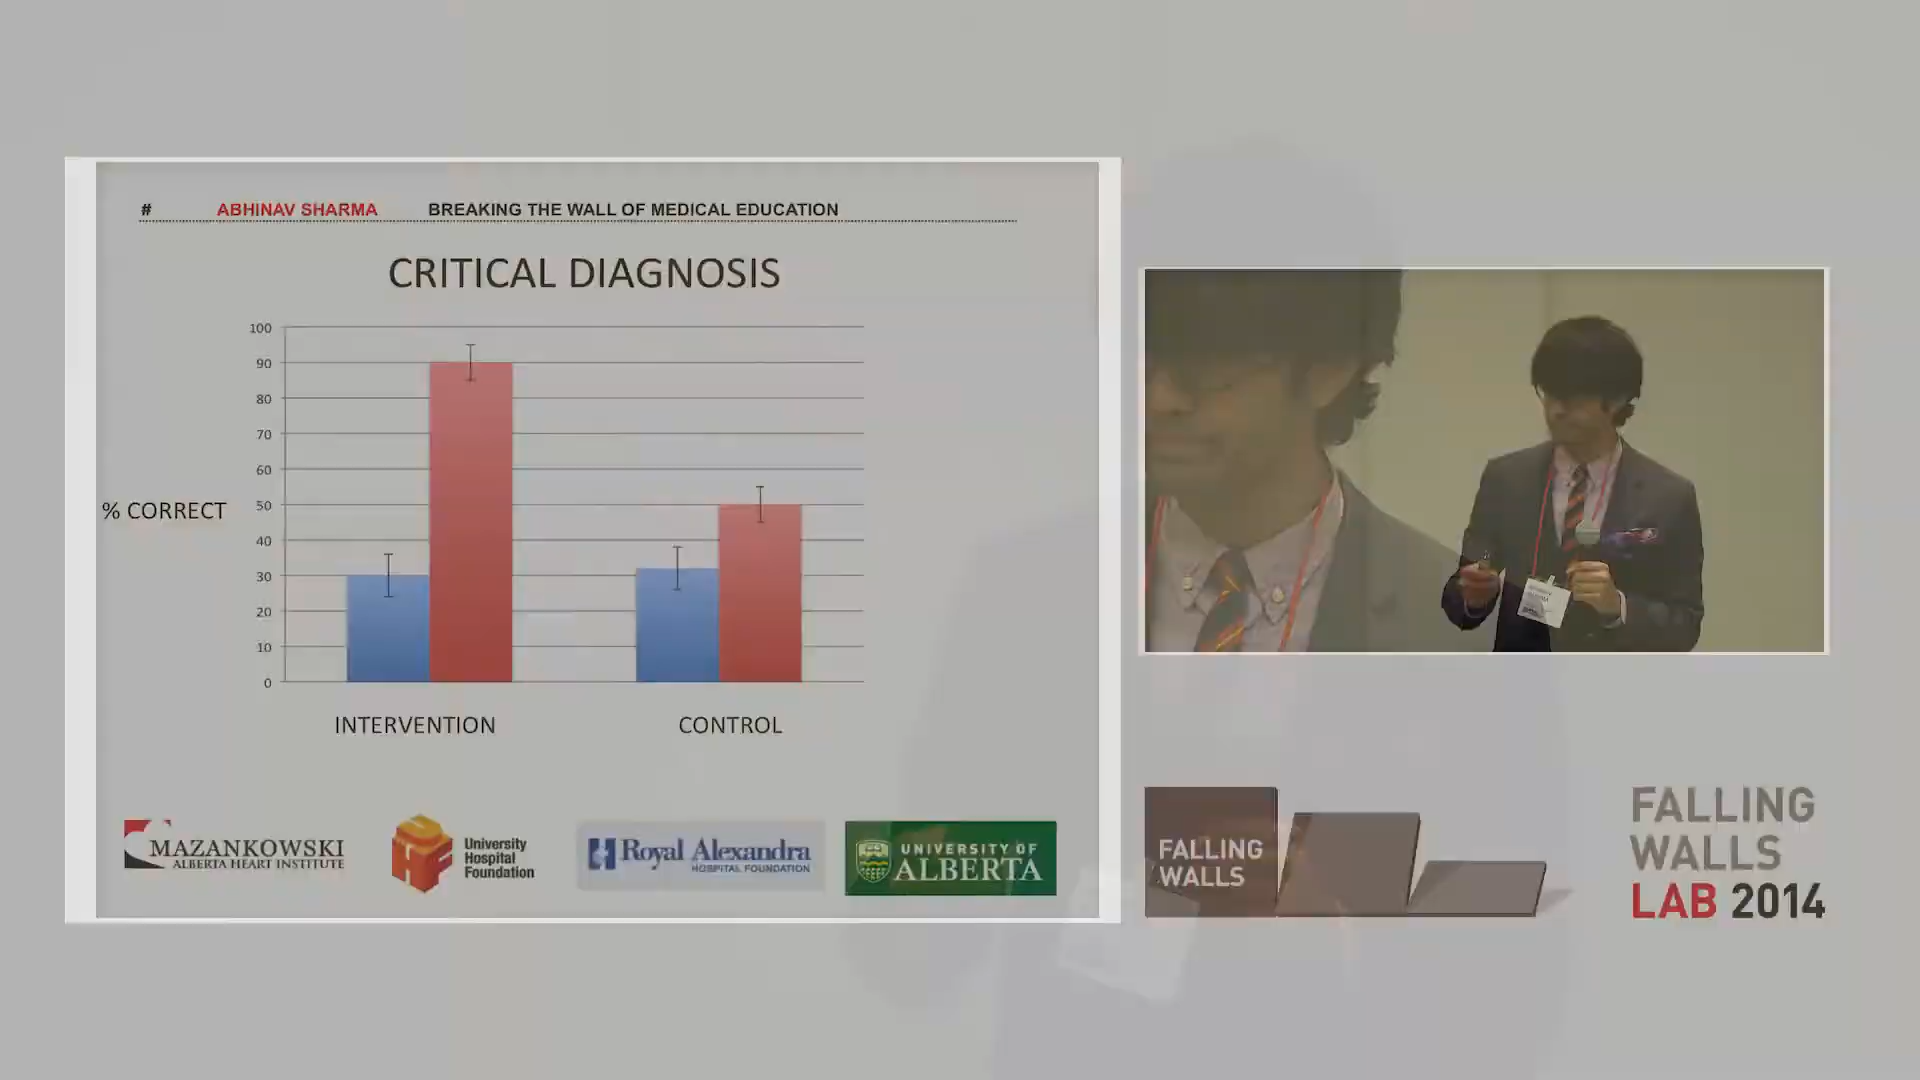 # ABHINAV SHARMA BREAKING THE WALL OF MEDICAL EDUCATION
CRITICAL DIAGNOSIS
100
90
80
70
60
50
40
30
20
10
0
% CORRECT
INTERVENTION CONTROL
MAZANKOWSKI
ALBERTA HEART INSTITUTE
University
Hospital
Foundation
Royal Alexandra
HOSPITAL FOUNDATION
UNIVERSITY OF
ALBERTA
FALLING
WALLS
FALLING
WALLS
LAB 2014